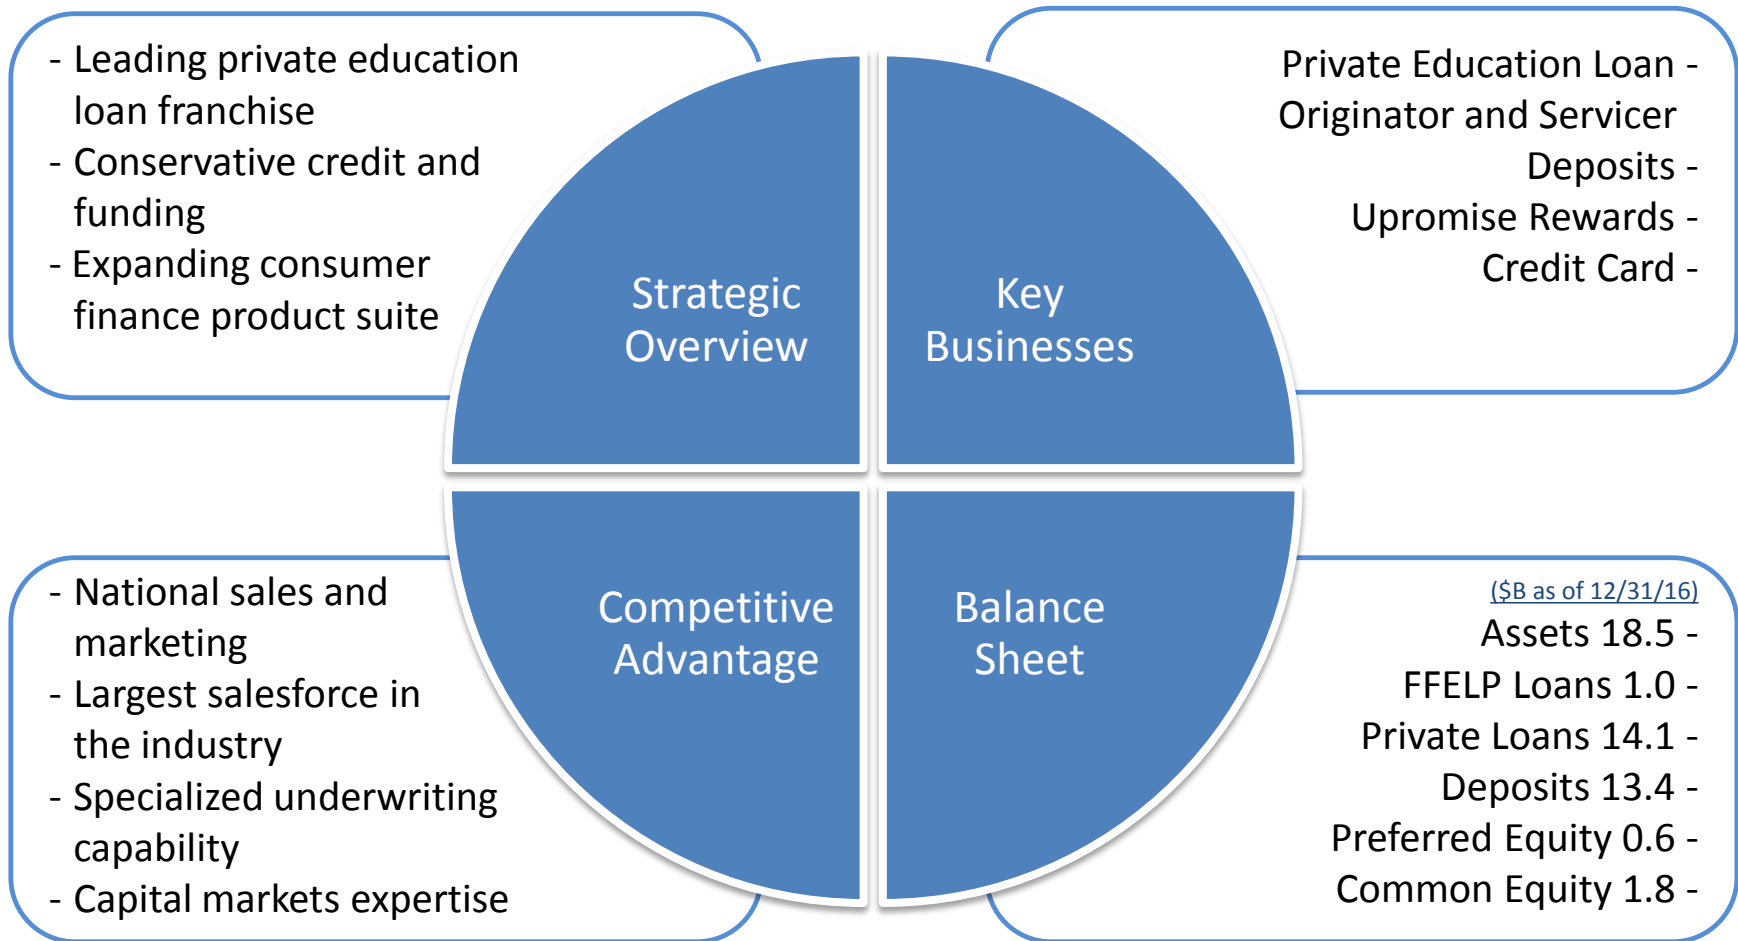 - Leading private education
loan franchise
- Conservative credit and
funding
- Expanding consumer
finance product suite
Strategic
Overview
Private Education Loan -
Originator and Servicer
Deposits -
Upromise Rewards -
Credit Card -
Key
Businesses
- National sales and
marketing
- Largest salesforce in
the industry
- Specialized underwriting
capability
- Capital markets expertise
Competitive
Advantage
Balance
Sheet
($B as of 12/31/16)
Assets 18.5 -
FFELP Loans 1.0 -
Private Loans 14.1 -
Deposits 13.4 -
Preferred Equity 0.6 -
Common Equity 1.8 -